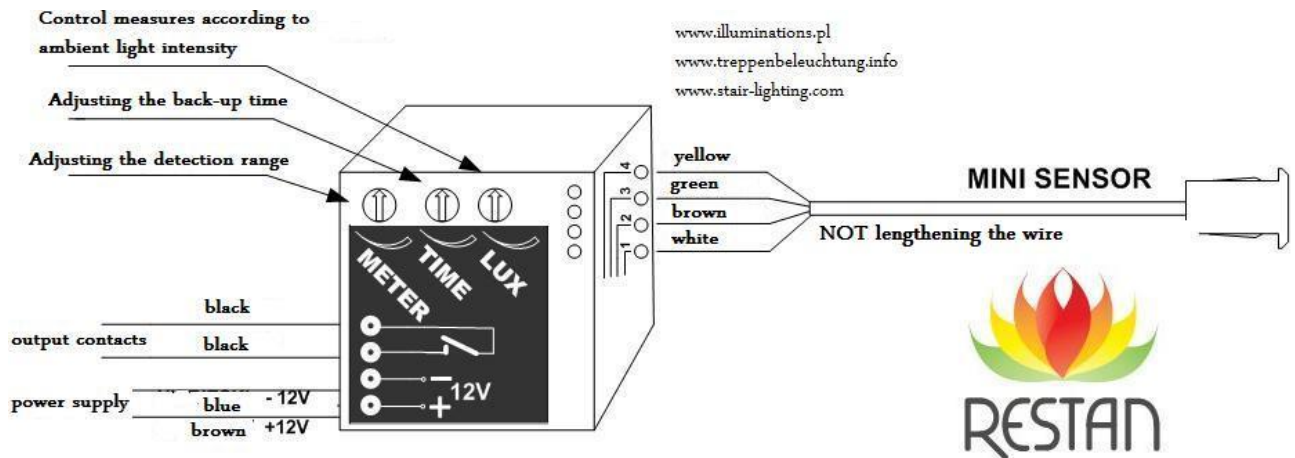 Control measures according to
ambient light intensity
Adjusting the back-up time
Adjusting the detection range
www.illuminations.pl
www.treppenbeleuchtung.info
www.stair-lighting.com
4
3
2
1
yellow
green
brown
white
MINI SENSOR
NOT lengthening the wire
METER
TIME
LUX
black
output contacts
black
- 12V
power supply
blue
brown +12V
12V
RESTAN